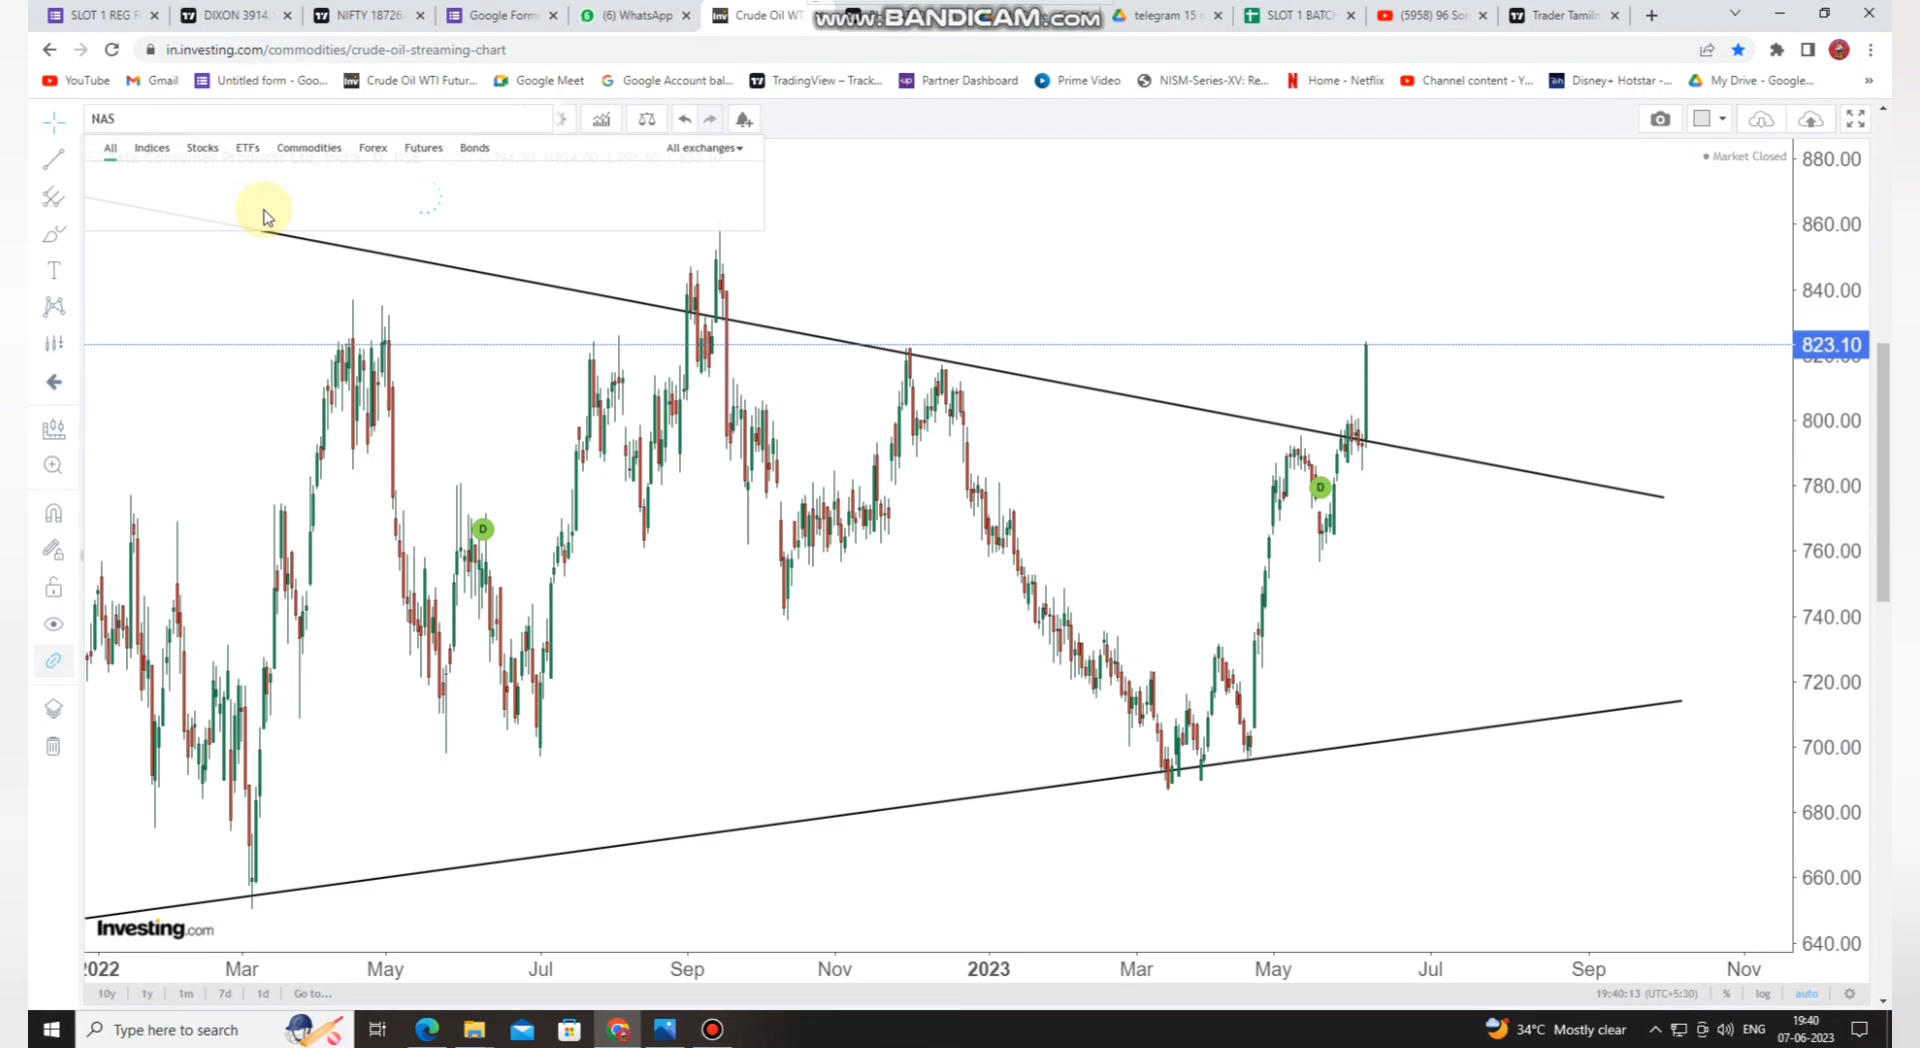 SLOT 1 REG F
DIXON 3914.
NIFTY 18726
Google Form
(6) WhatsApp
Crude Oil WT
www.BANDICAM.com
telegram 15 n
SLOT 1 BATCH
(5958) 96 Son
Trader Tamiln
in.investing.com/commodities/crude-oil-streaming-chart
YouTube
Gmail
Untitled form - Goo...
Crude Oil WTI Futur...
Google Meet
Google Account bal...
TradingView – Track...
Partner Dashboard
Prime Video
NISM-Series-XV: Re...
Home - Netflix
Channel content - Y...
Disney+ Hotstar -...
My Drive - Google...
»
NAS
All
Indices
Stocks
ETFs
Commodities
Forex
Futures
Bonds
All exchanges
Market Closed
880.00
860.00
840.00
823.10
800.00
780.00
760.00
740.00
720.00
700.00
680.00
660.00
640.00
D
D
Investing.com
2022
Mar
May
Jul
Sep
Nov
2023
Mar
May
Jul
Sep
Nov
10y
1y
1m
7d
1d
Go to...
19:40:13 (UTC+5:30)
%
log
auto
Type here to search
34°C Mostly clear
ENG
19:40
07-06-2023